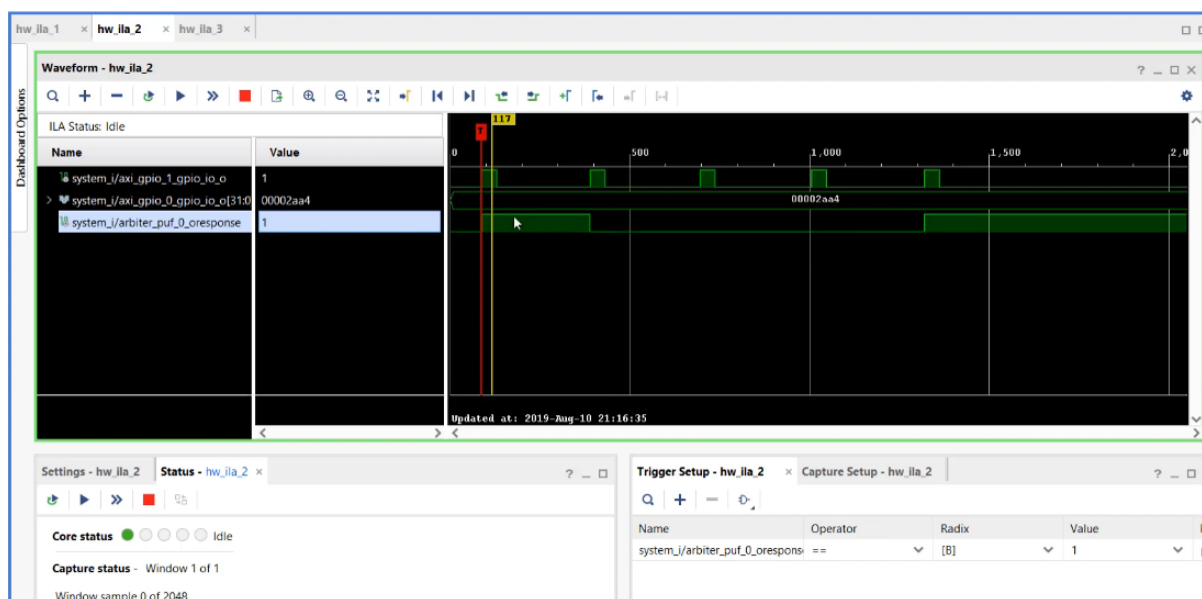 hw_ila_1 × hw_ila_2 × hw_ila_3 ×
Dashboard Options
Waveform - hw_ila_2
ILA Status: Idle
Name Value
system_i/axi_gpio_1_gpio_io_o 1
system_i/axi_gpio_0_gpio_io_o[31:0 00002aa4
system_i/arbiter_puf_0_oresponse 1
T 117
0 500 1,000 1,500 2,0
00002aa4
Updated at: 2019-Aug-10 21:16:35
Settings - hw_ila_2 Status - hw_ila_2 ×
Core status Idle
Capture status - Window 1 of 1
Window sample 0 of 2048
Trigger Setup - hw_ila_2 × Capture Setup - hw_ila_2
Name Operator Radix Value
system_i/arbiter_puf_0_orespons == [B] 1